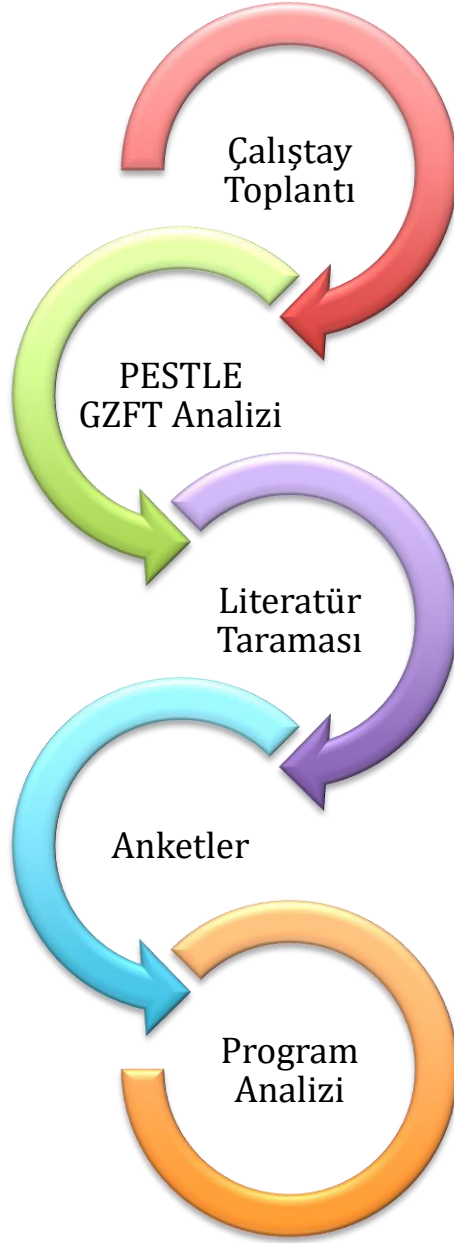 Çalıştay
Toplantı
PESTLE
GZFT Analizi
Literatür
Taraması
Anketler
Program
Analizi